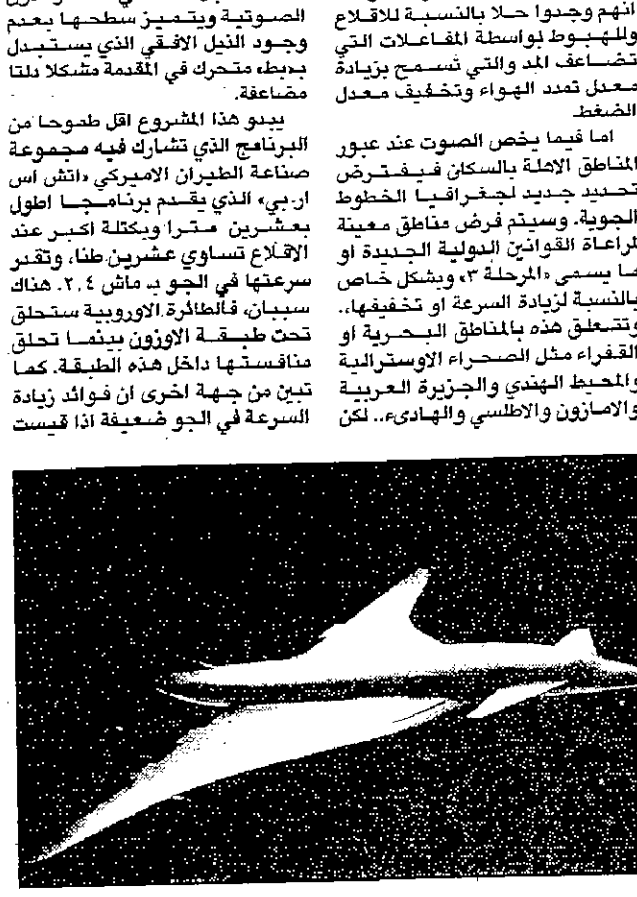 انهم وجدوا حلا بالنسبة للاقلاع
وللهبوط بواسطة المفاعلات التي
تضاعف المد والتي تسمح بزيادة
معدل تمدد الهواء وتخفيف معدل
الضغط.
اما فيما يخص الصوت عند عبور
المناطق الاهلة بالسكان فيفترض
تحديد جديد لجغرافيا الخطوط
الجوية. وسيتم فرض مناطق معينة
لمراعاة القوانين الدولية الجديدة او
ما يسمى «المرحلة ٣» وبشكل خاص
بالنسبة لزيادة السرعة او تخفيفها..
وتتعلق هذه بالمناطق البحرية او
القفراء مثل الصحراء الاوسترالية
والمحيط الهندي والجزيرة العربية
والامازون والاطلسي والهادىء.. لكن
الصوتية ويتميز سطحها بعدم
وجود الذيل الافقي الذي يستبدل
بـ«بط» متحرك في المقدمة مشكلا دلتا
مضاعفة.
يبدو هذا المشروع اقل طموحا من
البرنامج الذي تشارك فيه مجموعة
صناعة الطيران الاميركي «اتش اس
ار بي» الذي يقدم برنامجا اطول
بعشرين مترا وبكتلة اكبر عند
الاقلاع تساوي عشرين طنا، وتقدر
سرعتها في الجو بـ ماش ٢,٤. هناك
سببان، فالطائرة الاوروبية ستحلق
تحت طبقة الاوزون بينما تحلق
منافستها داخل هذه الطبقة. كما
تبين من جهة اخرى ان فوائد زيادة
السرعة في الجو ضعيفة اذا قيست